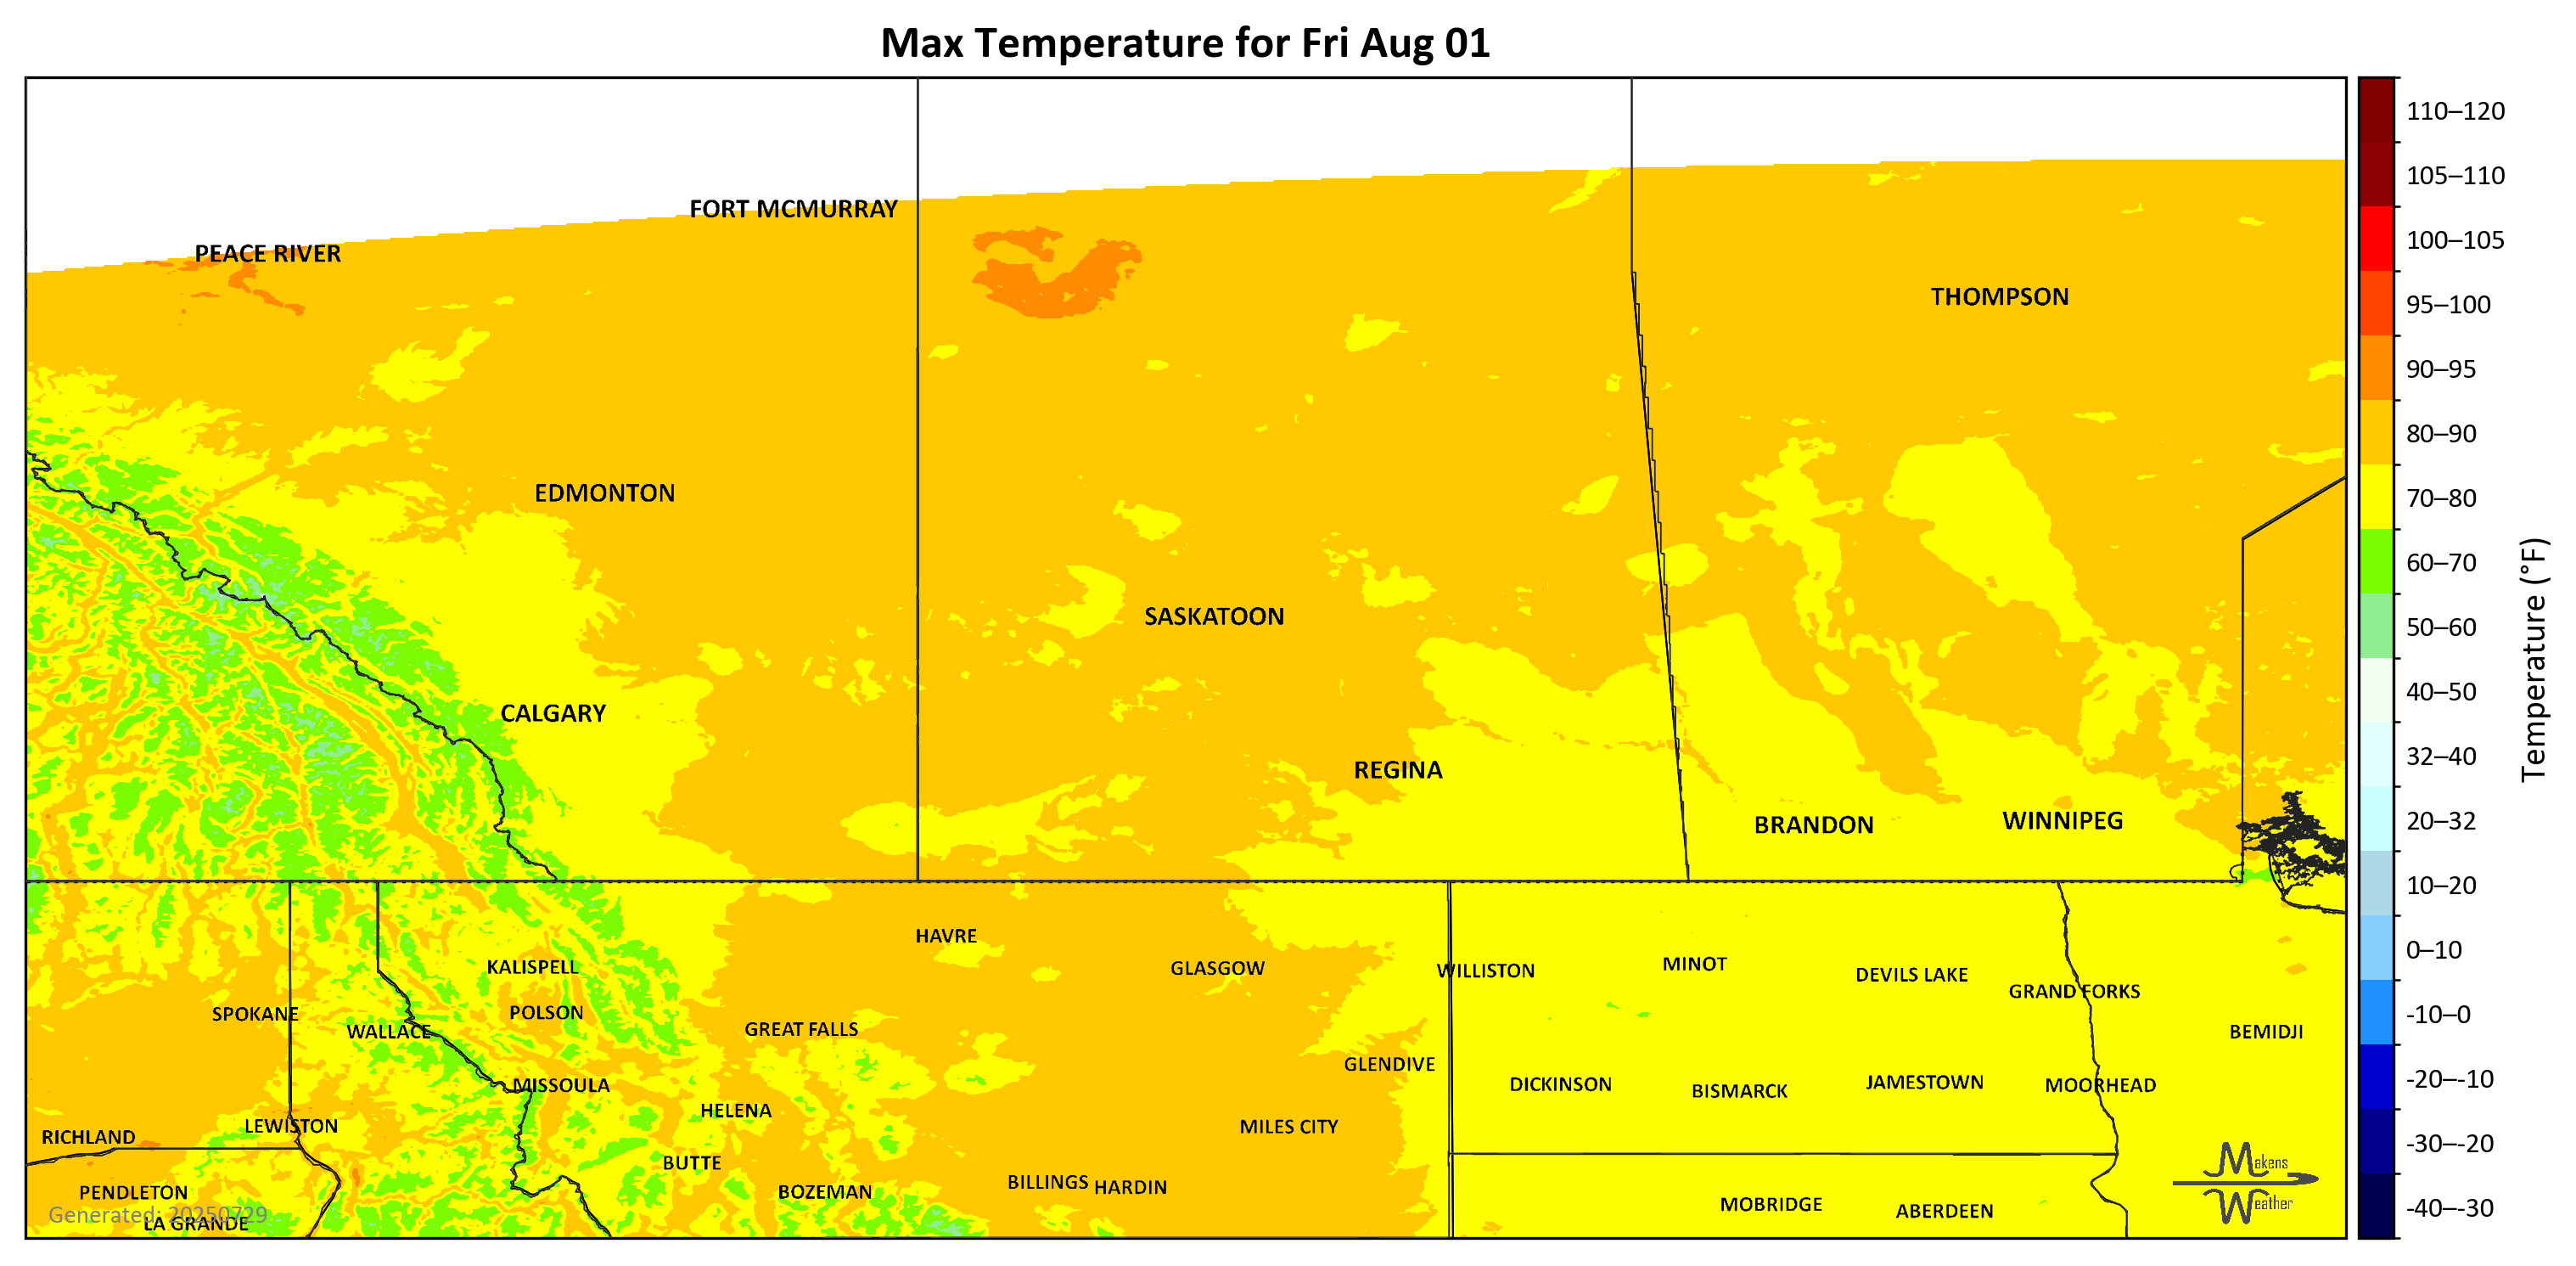 Max Temperature for Fri Aug 01
FORT MCMURRAY
PEACE RIVER
THOMPSON
EDMONTON
SASKATOON
CALGARY
REGINA
BRANDON
WINNIPEG
HAVRE
KALISPELL
GLASGOW
WILLISTON
MINOT
DEVILS LAKE
GRAND FORKS
SPOKANE
POLSON
WALLACE
GREAT FALLS
BEMIDJI
GLENDIVE
MISSOULA
DICKINSON
BISMARCK
JAMESTOWN
MOORHEAD
HELENA
LEWISTON
MILES CITY
RICHLAND
BUTTE
BILLINGS
HARDIN
PENDLETON
BOZEMAN
MOBRIDGE
ABERDEEN
Generated: 20250729
LA GRANDE
Makens
Weather
110–120
105–110
100–105
95–100
90–95
80–90
70–80
60–70
50–60
40–50
32–40
20–32
10–20
0–10
-10–0
-20–-10
-30–-20
-40–-30
Temperature (°F)